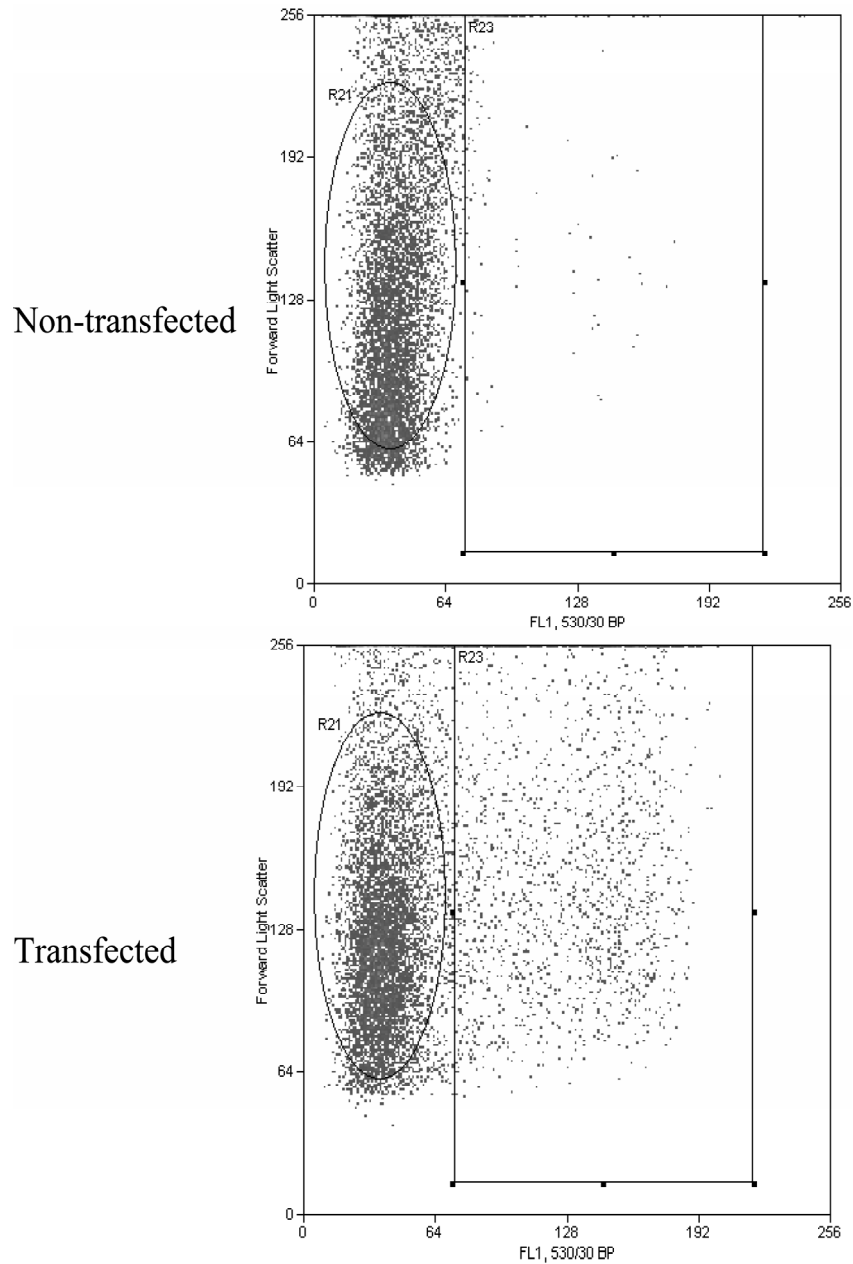 256
R23
R21
192
Forward Light Scatter
Non-transfected
128
64
0
0 64 128 192 256
FL1, 530/30 BP
256
R23
R21
192
Forward Light Scatter
Transfected
128
64
0
0 64 128 192 256
FL1, 530/30 BP